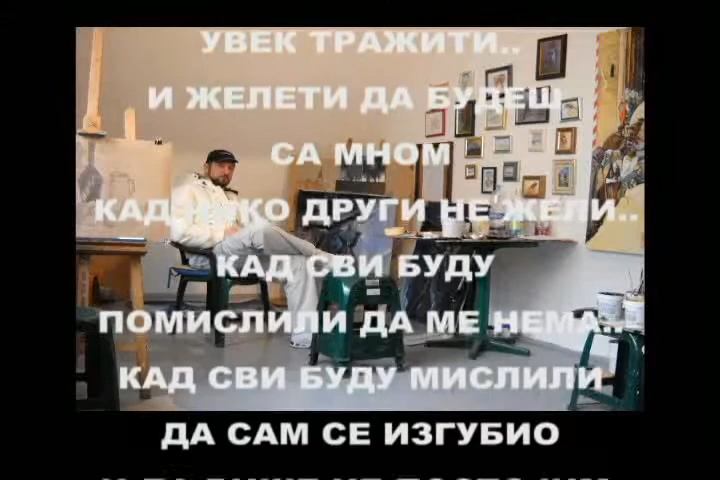 УВЕК ТРАЖИТИ..
И ЖЕЛЕТИ ДА БУДЕШ
СА МНОМ
КАД НИКО ДРУГИ НЕ ЖЕЛИ..
КАД СВИ БУДУ
ПОМИСЛИЛИ ДА МЕ НЕМА..
КАД СВИ БУДУ МИСЛИЛИ
ДА САМ СЕ ИЗГУБИО